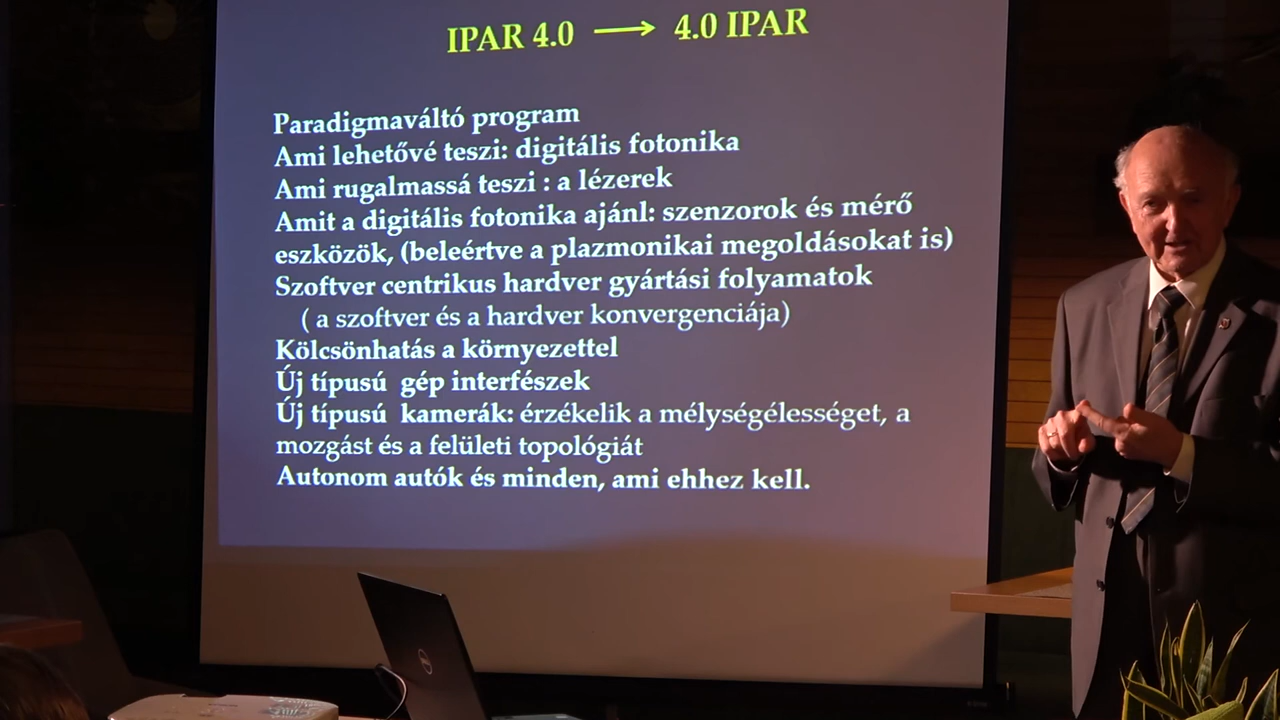 IPAR 4.0 → 4.0 IPAR
Paradigmaváltó program
Ami lehetővé teszi: digitális fotonika
Ami rugalmassá teszi : a lézerek
Amit a digitális fotonika ajánl: szenzorok és mérő
eszközök, (beleértve a plazmonikai megoldásokat is)
Szoftver centrikus hardver gyártási folyamatok
( a szoftver és a hardver konvergenciája)
Kölcsönhatás a környezettel
Új típusú gép interfészek
Új típusú kamerák: érzékelik a mélységélességet, a
mozgást és a felületi topológiát
Autonom autók és minden, ami ehhez kell.
DELL